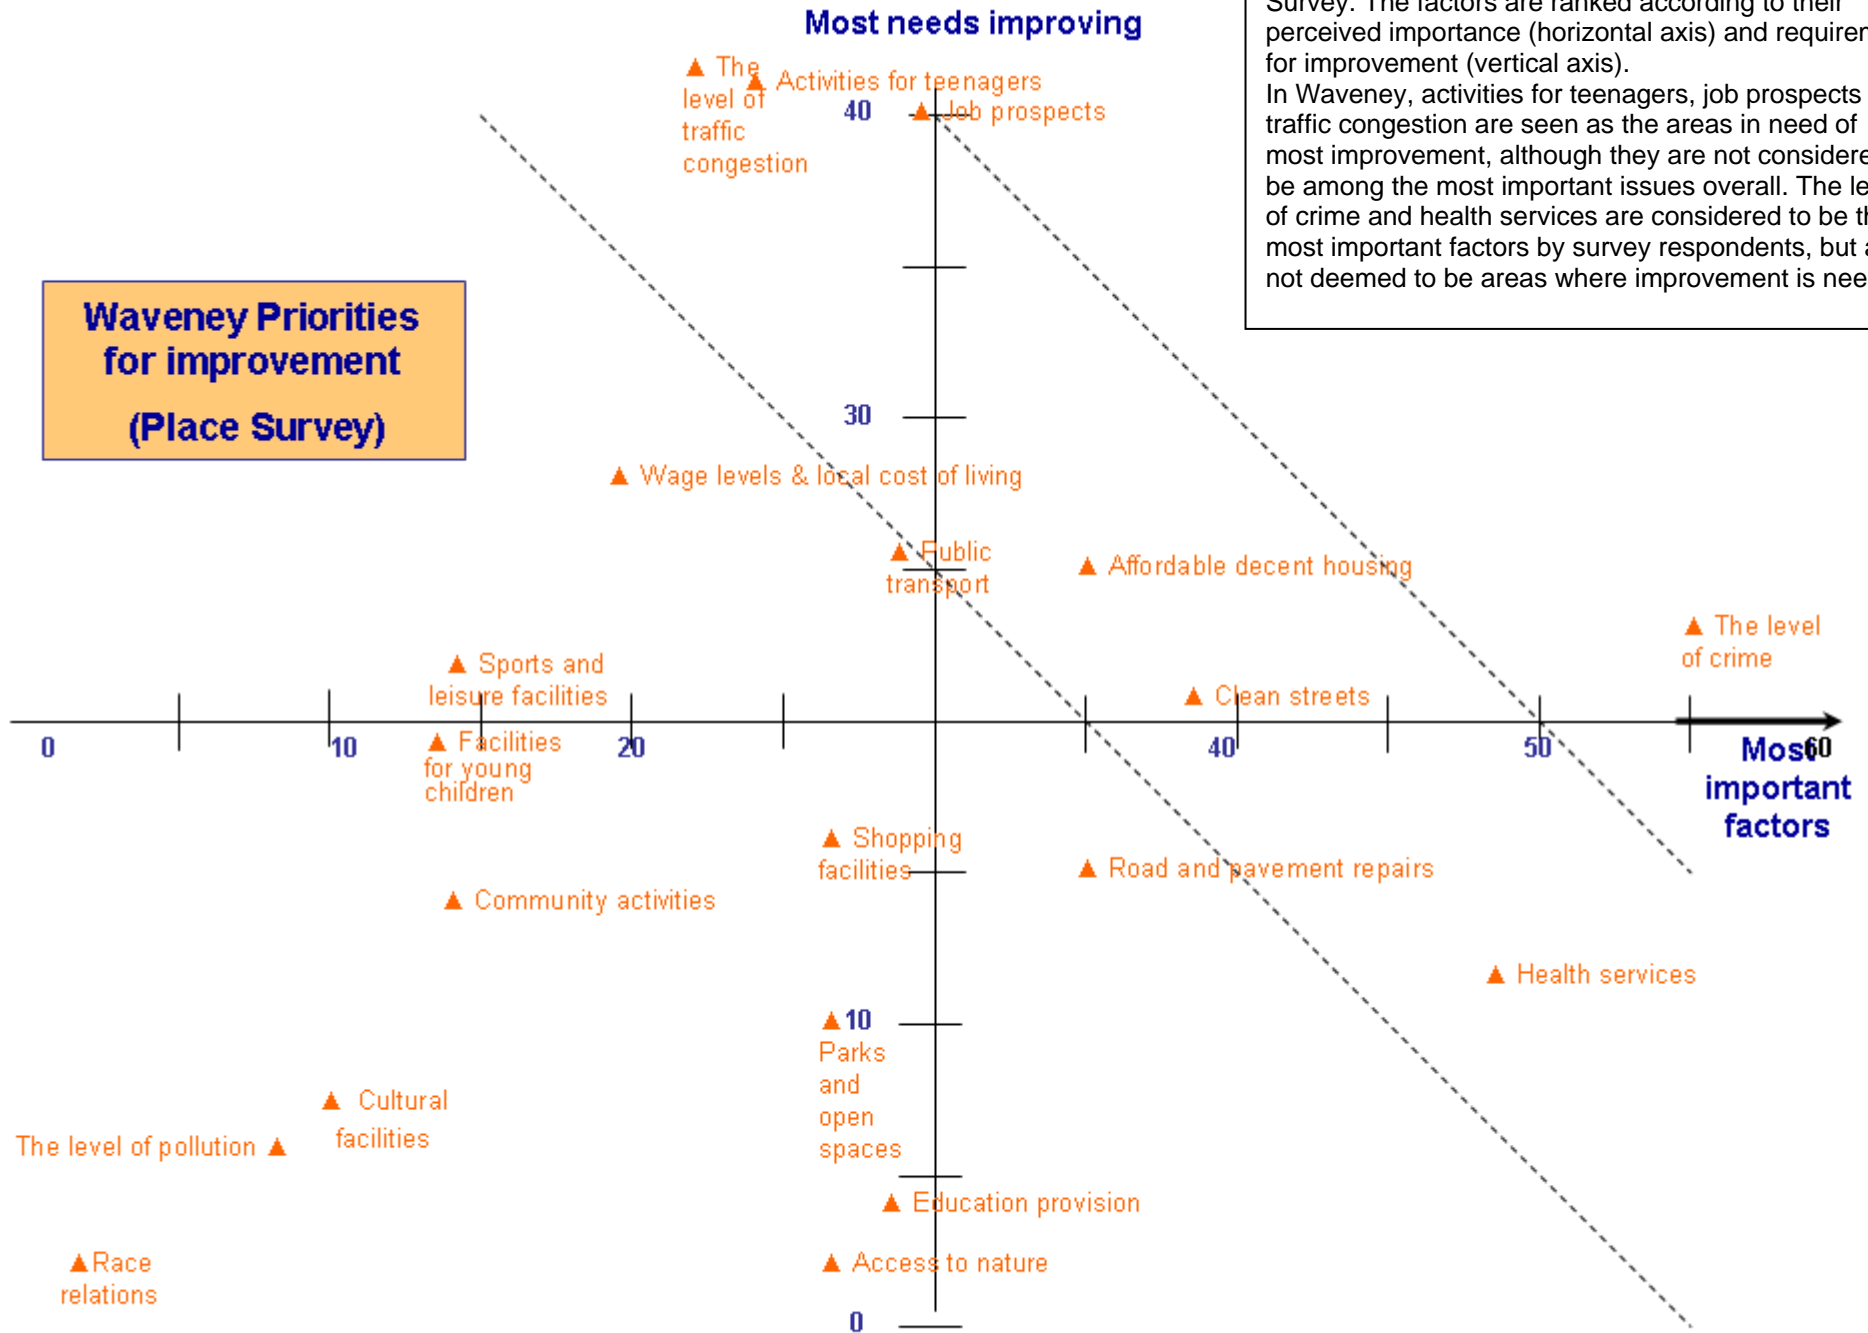 Most needs improving
Survey. The factors are ranked according to their
perceived importance (horizontal axis) and
for improvement (vertical axis).
In Waveney, activities for teenagers, job prospects
traffic congestion are seen as the areas in need of
most improvement, although they are not
be among the most important issues overall. The
of crime and health services are considered to be
most important factors by survey respondents, but
not deemed to be areas where improvement is
The
level of
traffic
congestion
Activities for teenagers
Job prospects
40
Waveney Priorities
for improvement
(Place Survey)
30
Wage levels & local cost of living
Public
transport
Affordable decent housing
The level
of crime
Sports and
leisure facilities
Clean streets
0
10
20
40
50
60
Most
important
factors
Facilities
for young
children
Shopping
facilities
Road and pavement repairs
Community activities
Health services
10
Parks
and
open
spaces
Cultural
facilities
The level of pollution
Education provision
Race
relations
Access to nature
0